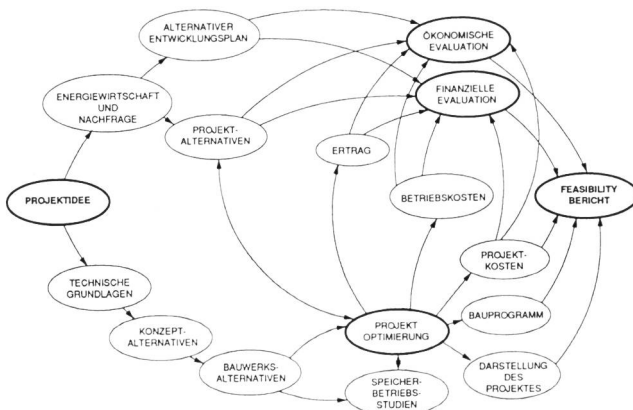 ALTERNATIVER
ENTWICKLUNGSPLAN
ÖKONOMISCHE
EVALUATION
ENERGIEWIRTSCHAFT
UND
NACHFRAGE
FINANZIELLE
EVALUATION
PROJEKT-
ALTERNATIVEN
ERTRAG
BETRIEBSKOSTEN
FEASIBILITY
BERICHT
PROJEKTIDEE
PROJEKT-
KOSTEN
TECHNISCHE
GRUNDLAGEN
BAUPROGRAMM
KONZEPT-
ALTERNATIVEN
PROJEKT
OPTIMIERUNG
BAUWERKS-
ALTERNATIVEN
DARSTELLUNG
DES
PROJEKTES
SPEICHER-
BETRIEBS-
STUDIEN